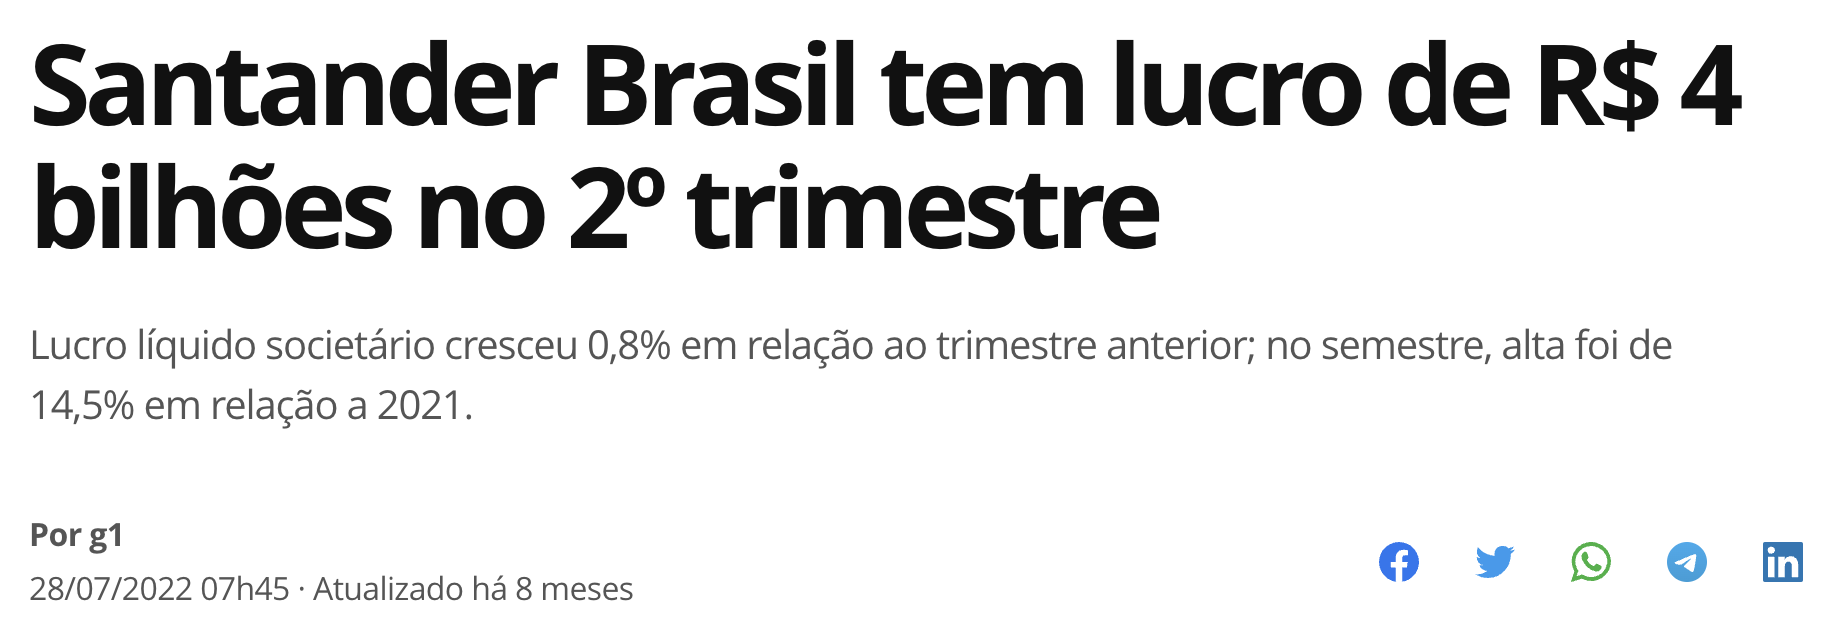 Santander Brasil tem lucro de R$ 4
bilhões no 2º trimestre
Lucro líquido societário cresceu 0,8% em relação ao trimestre anterior; no semestre, alta foi de
14,5% em relação a 2021.
Por g1
28/07/2022 07h45 · Atualizado há 8 meses